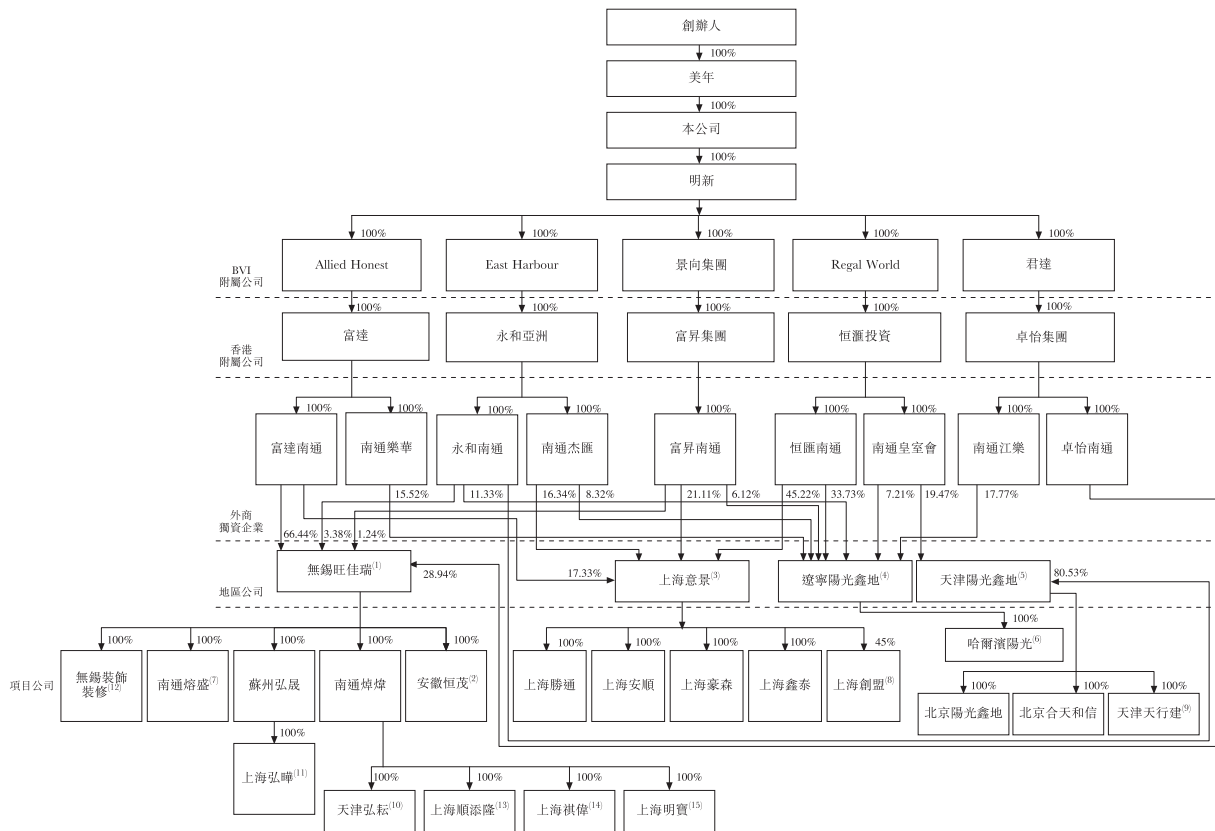 創辦人
100%
美年
100%
本公司
100%
明新
100% 100% 100% 100% 100%
BVI
附屬公司
Allied Honest East Harbour 景向集團 Regal World 君達
100% 100% 100% 100% 100%
香港
附屬公司
富達 永和亞洲 富昇集團 恒滙投資 卓怡集團
100% 100% 100% 100% 100% 100% 100% 100% 100%
富達南通 南通樂華 永和南通 南通杰匯 富昇南通 恒匯南通 南通皇室會 南通江樂 卓怡南通
15.52% 11.33% 16.34% 8.32% 21.11% 6.12% 45.22% 33.73% 7.21% 19.47% 17.77%
外商
獨資企業
66.44% 3.38% 1.24%
地區公司
無錫旺佳瑞(1) 28.94% 17.33% 上海意景(3) 遼寧陽光鑫地(4) 天津陽光鑫地(5) 80.53%
100%
哈爾濱陽光(6)
100% 100% 100% 100% 100% 100% 100% 100% 100% 45%
項目公司
無錫裝飾
裝修(12)
南通熔盛(7) 蘇州弘晟 南通焯煒 安徽恒茂(2) 上海勝通 上海安順 上海豪森 上海鑫泰 上海創盟(8)
100% 100% 100%
北京陽光鑫地 北京合天和信 天津天行建(9)
100%
上海弘曄(11)
100% 100% 100% 100%
天津弘耘(10) 上海順添隆(13) 上海祺偉(14) 上海明寶(15)